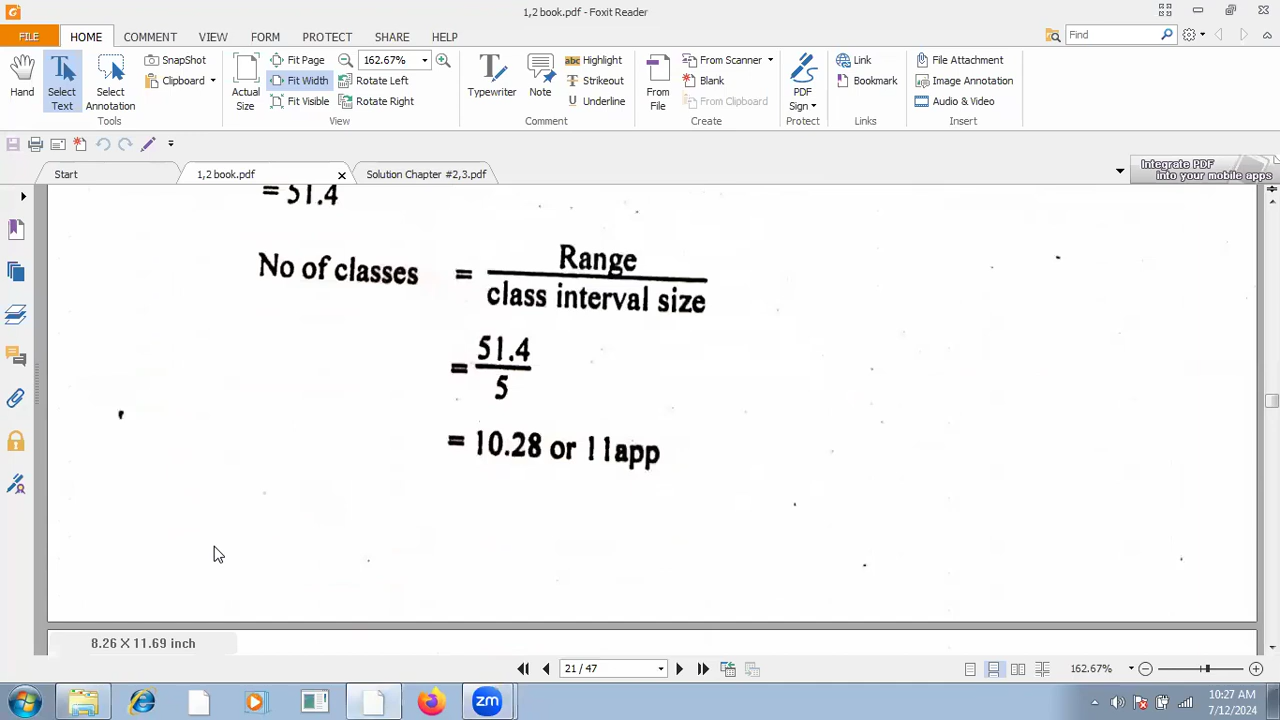 1,2 book.pdf - Foxit Reader
FILE HOME COMMENT VIEW FORM PROTECT SHARE HELP Find
SnapShot Fit Page 162.67% Rotate Left Highlight From Scanner Link File Attachment
Clipboard Fit Width Strikeout Blank Bookmark Image Annotation
Hand Select Text Select Annotation Actual Size Fit Visible Rotate Right Typewriter Note Underline From File From Clipboard PDF Sign Audio & Video
Tools View Comment Create Protect Links Insert
Start 1,2 book.pdf Solution Chapter #2,3.pdf Integrate PDF
into your mobile apps
= 51.4
No of classes = Range
class interval size
= 51.4
5
= 10.28 or 11app
8.26 X 11.69 inch
21 / 47 162.67%
zm 10:27 AM
7/12/2024